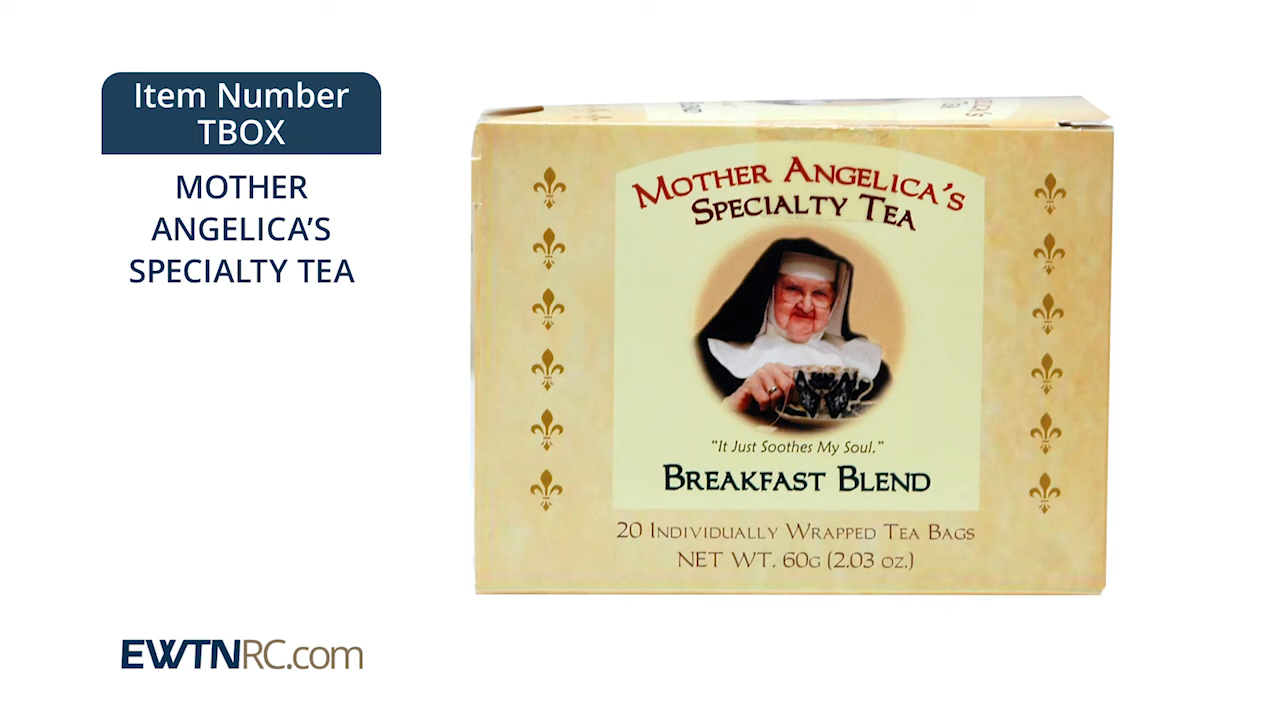 Item Number
TBOX
MOTHER
ANGELICA’S
SPECIALTY TEA
MOTHER ANGELICA’S
SPECIALTY TEA
“It Just Soothes My Soul.”
BREAKFAST BLEND
20 INDIVIDUALLY WRAPPED TEA BAGS
NET WT. 60G (2.03 OZ.)
EWTNRC.com